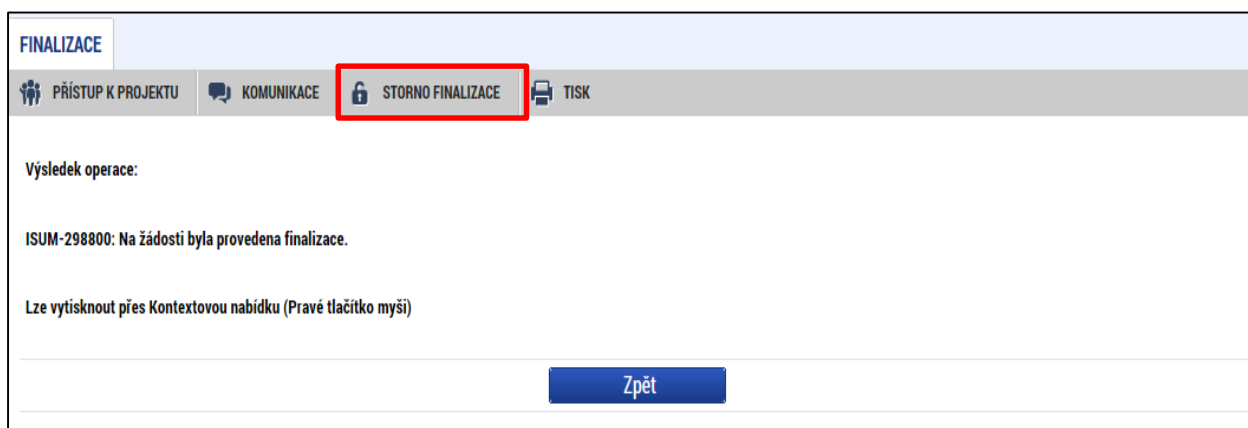 FINALIZACE
PŘÍSTUP K PROJEKTU KOMUNIKACE STORNO FINALIZACE TISK
Výsledek operace:
ISUM-298800: Na žádosti byla provedena finalizace.
Lze vytisknout přes Kontextovou nabídku (Pravé tlačítko myši)
Zpět